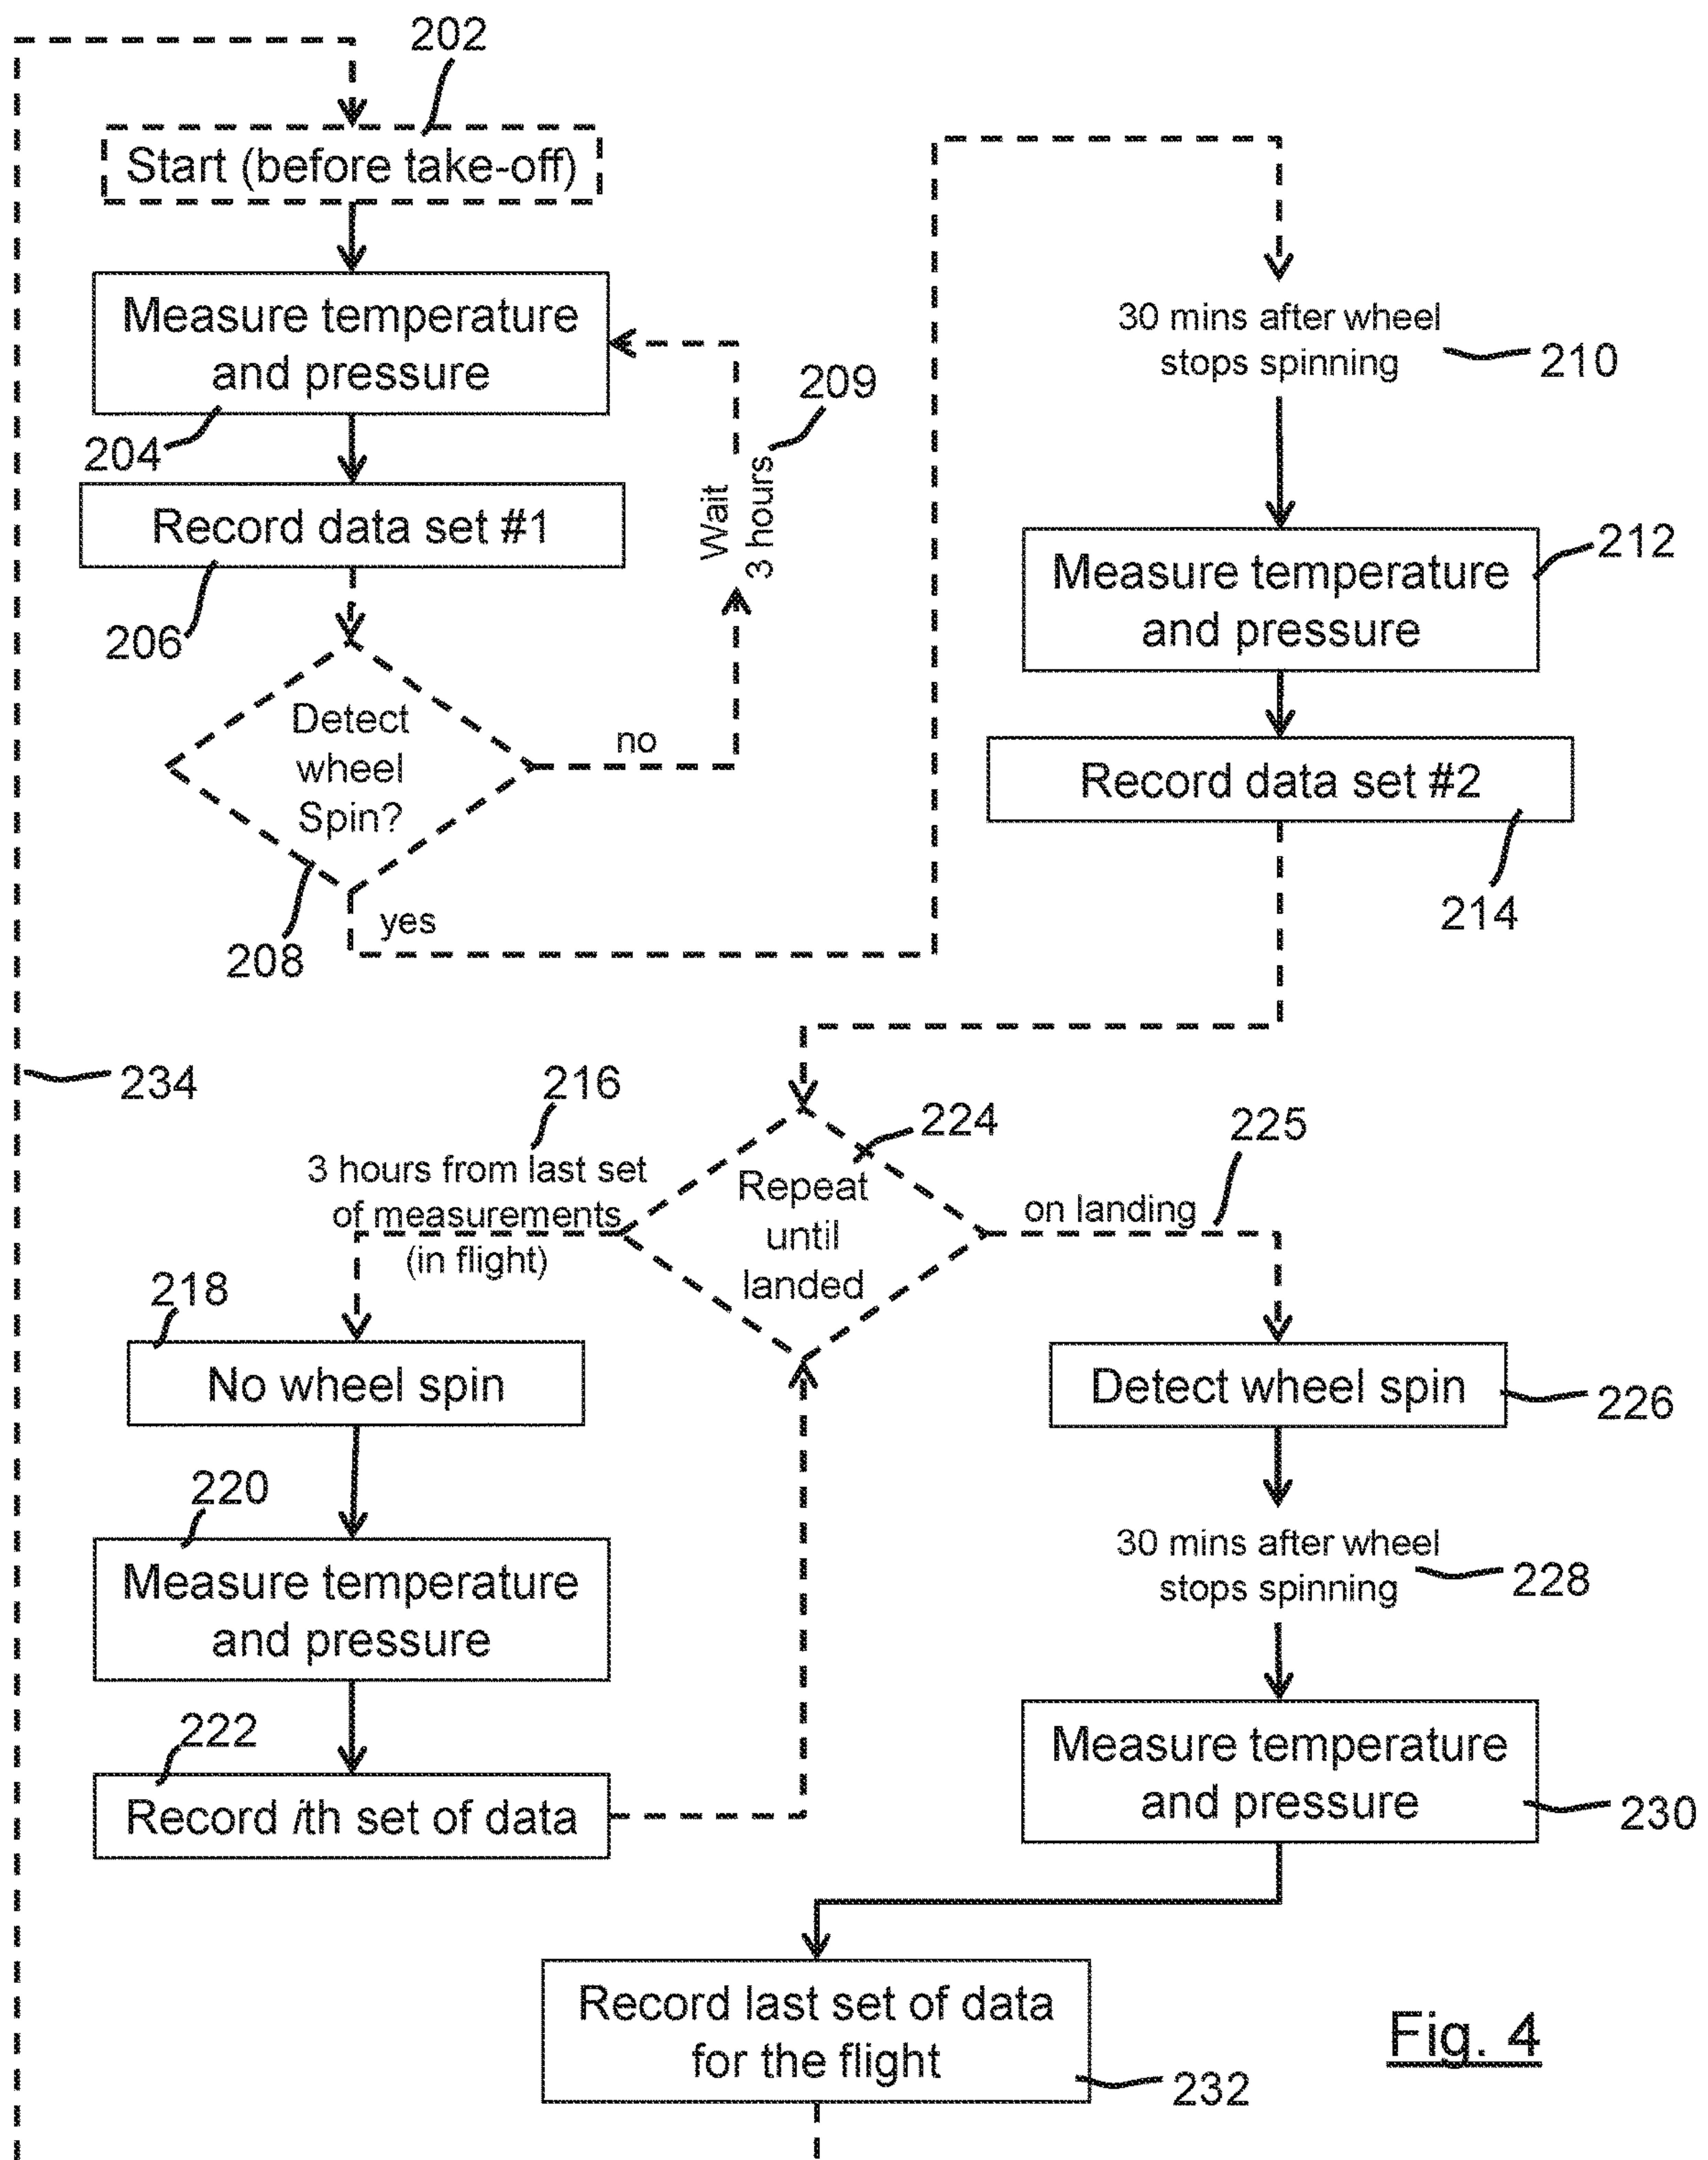 202
Start (before take-off)
Measure temperature
and pressure
204
Record data set #1
206
Detect
wheel
Spin?
208
no
yes
Wait
3 hours
209
30 mins after wheel
stops spinning
210
Measure temperature
and pressure
212
Record data set #2
214
234
216
3 hours from last set
of measurements
(in flight)
224
Repeat
until
landed
225
on landing
218
No wheel spin
220
Measure temperature
and pressure
222
Record ith set of data
Detect wheel spin
226
30 mins after wheel
stops spinning
228
Measure temperature
and pressure
230
Record last set of data
for the flight
232
Fig. 4